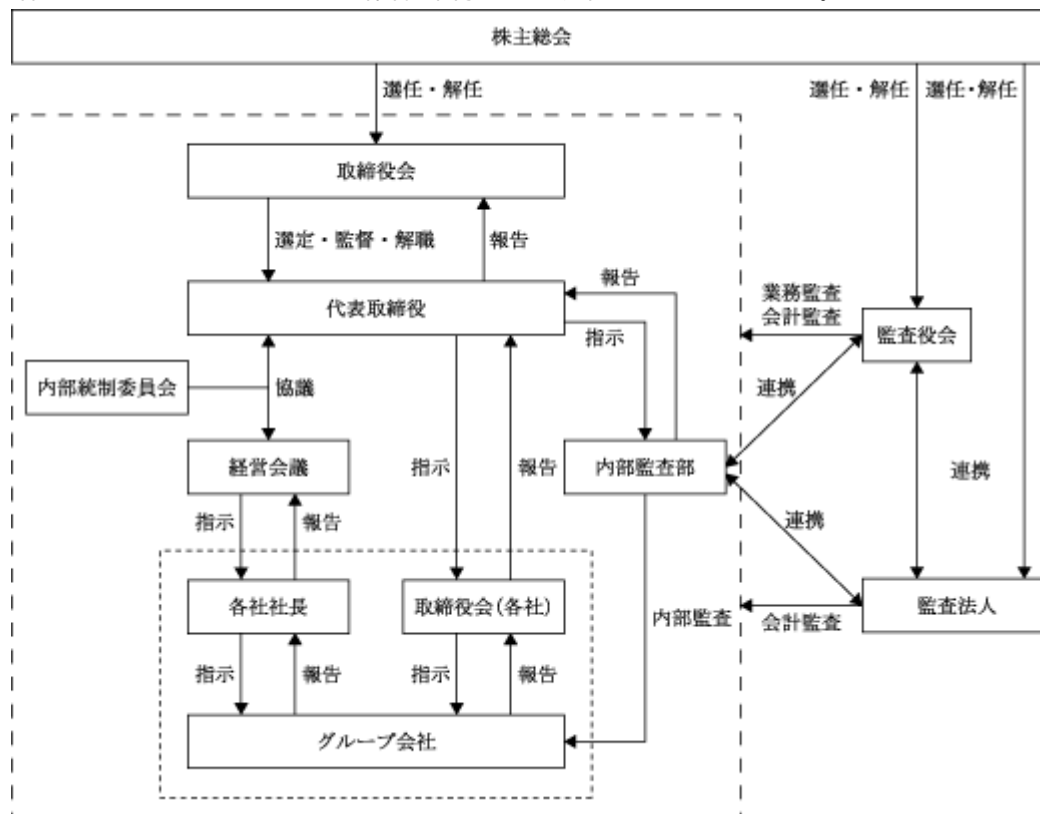 株主総会
選任・解任
選任・解任
選任・解任
取締役会
選定・監督・解職
報告
報告
代表取締役
指示
業務監査
会計監査
監査役会
内部統制委員会
協議
連携
経営会議
指示
報告
内部監査部
連携
指示
報告
連携
各社社長
取締役会(各社)
内部監査
会計監査
監査法人
指示
報告
指示
報告
グループ会社